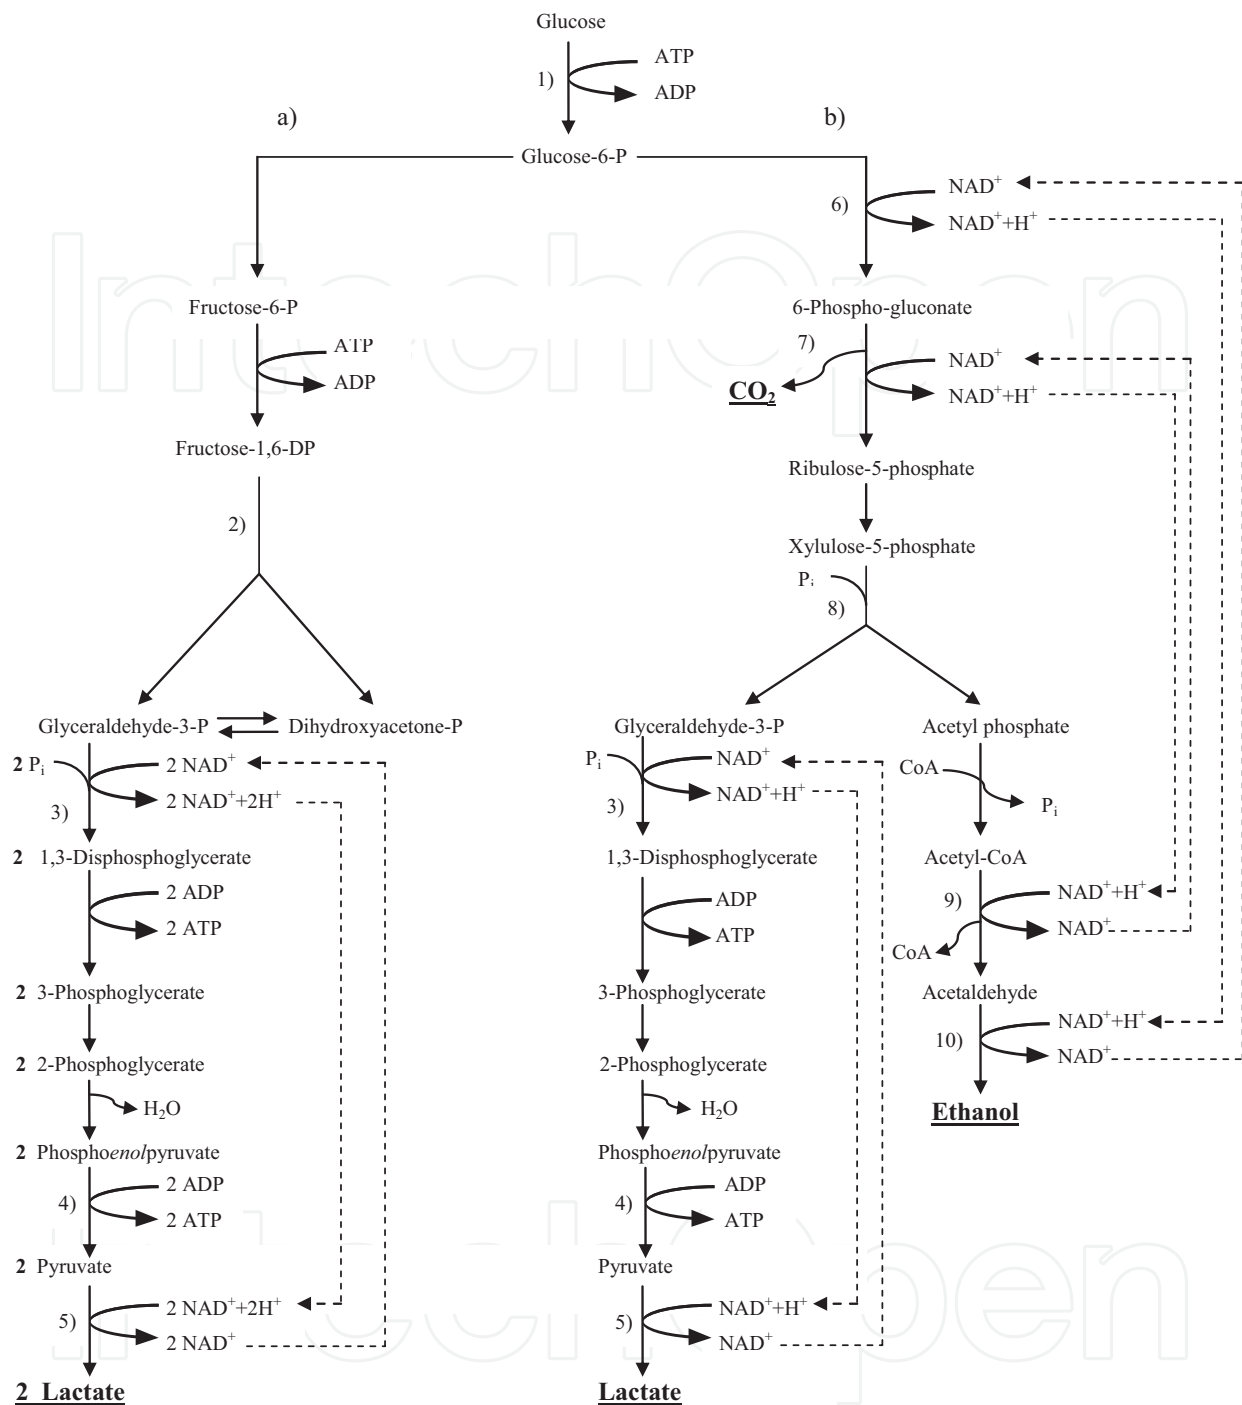 Glucose
ATP
1)
ADP
a)
b)
Glucose-6-P
NAD⁺
6)
NAD⁺+H⁺
Fructose-6-P
ATP
ADP
Fructose-1,6-DP
2)
Glyceraldehyde-3-P
Dihydroxyacetone-P
2 Pᵢ
2 NAD⁺
3)
2 NAD⁺+2H⁺
2 1,3-Disphosphoglycerate
2 ADP
2 ATP
2 3-Phosphoglycerate
2 2-Phosphoglycerate
H₂O
2 Phosphoenolpyruvate
2 ADP
4)
2 ATP
2 Pyruvate
2 NAD⁺+2H⁺
5)
2 NAD⁺
2 Lactate
6-Phospho-gluconate
7)
NAD⁺
CO₂
NAD⁺+H⁺
Ribulose-5-phosphate
Xylulose-5-phosphate
Pᵢ
8)
Glyceraldehyde-3-P
Acetyl phosphate
Pᵢ
NAD⁺
3)
NAD⁺+H⁺
1,3-Disphosphoglycerate
ADP
ATP
3-Phosphoglycerate
2-Phosphoglycerate
H₂O
Phosphoenolpyruvate
ADP
4)
ATP
Pyruvate
NAD⁺+H⁺
5)
NAD⁺
Lactate
CoA
Pᵢ
Acetyl-CoA
NAD⁺+H⁺
9)
NAD⁺
CoA
Acetaldehyde
NAD⁺+H⁺
10)
NAD⁺
Ethanol
IntechOpen
IntechOpen